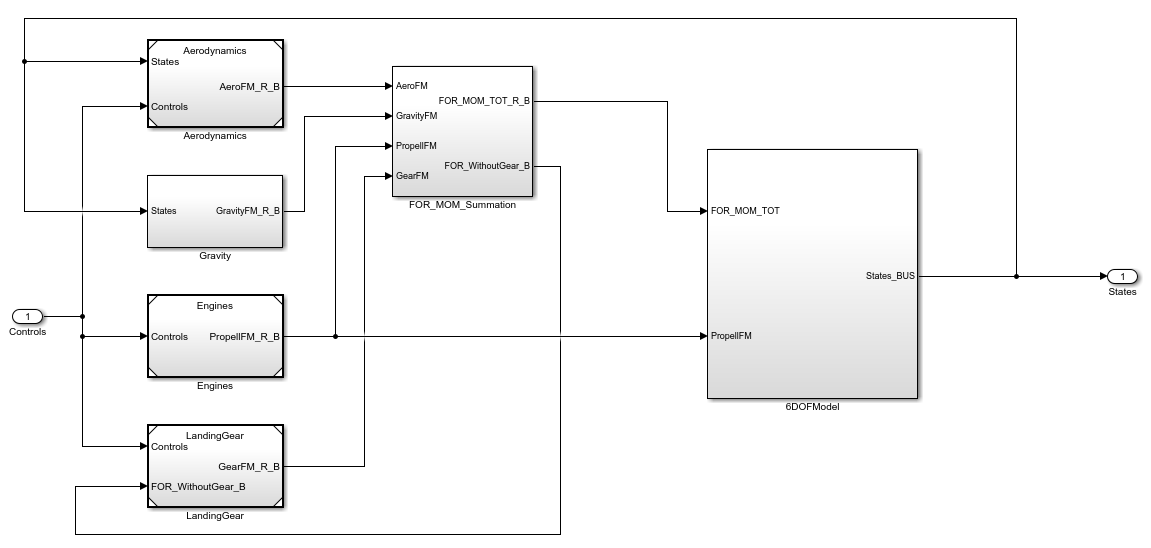 Aerodynamics
States
AeroFM_R_B
Controls
Aerodynamics
States
GravityFM_R_B
Gravity
1
Controls
Engines
Controls
PropellFM_R_B
Engines
LandingGear
Controls
GearFM_R_B
FOR_WithoutGear_B
LandingGear
AeroFM
FOR_MOM_TOT_R_B
GravityFM
PropellFM
FOR_WithoutGear_B
GearFM
FOR_MOM_Summation
FOR_MOM_TOT
States_BUS
PropellFM
6DOFModel
1
States